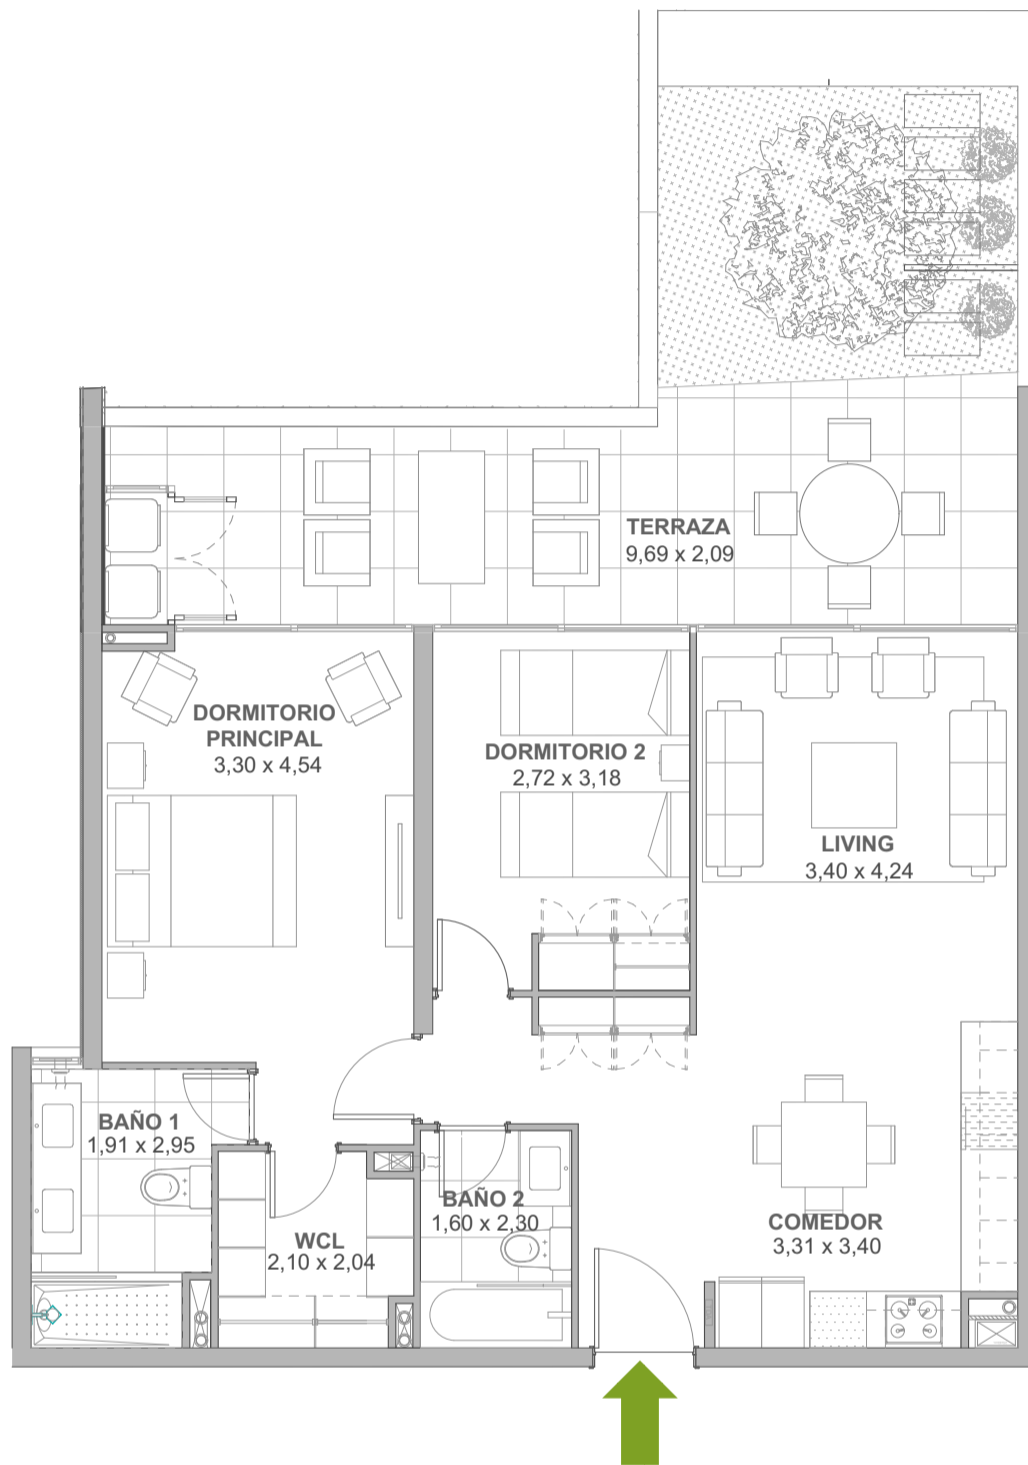 TERRAZA
9,69 x 2,09
DORMITORIO
PRINCIPAL
3,30 x 4,54
DORMITORIO 2
2,72 x 3,18
LIVING
3,40 x 4,24
BAÑO 1
1,91 x 2,95
BAÑO 2
1,60 x 2,30
WCL
2,10 x 2,04
COMEDOR
3,31 x 3,40